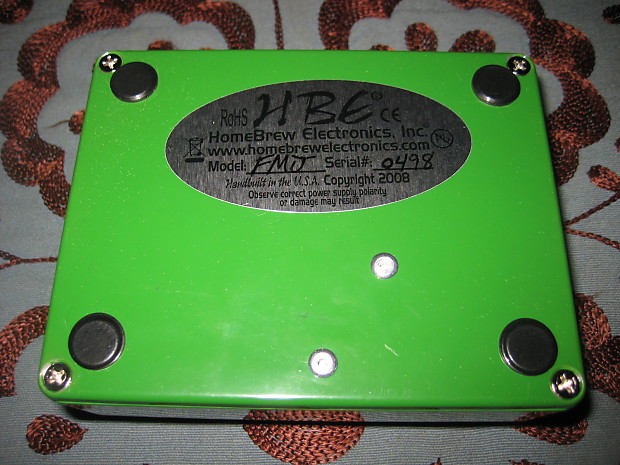 RoHS HBE® CE
HomeBrew Electronics, Inc.
www.homebrewelectronics.com
Model: FMIT Serial#: 0498
Handbuilt in the U.S.A. Copyright 2008
Observe correct power supply polarity
or damage may result